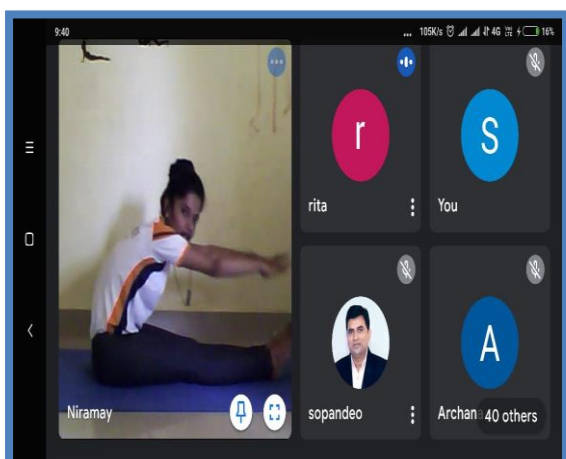 9:40
105K/s 4G 16%
r
S
rita
You
A
Niramay
sopandeo
Archana
40 others